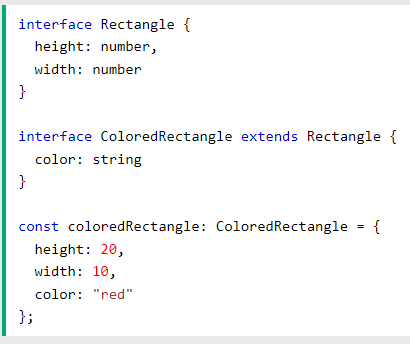 interface Rectangle {
  height: number,
  width: number
}

interface ColoredRectangle extends Rectangle {
  color: string
}

const coloredRectangle: ColoredRectangle = {
  height: 20,
  width: 10,
  color: "red"
};